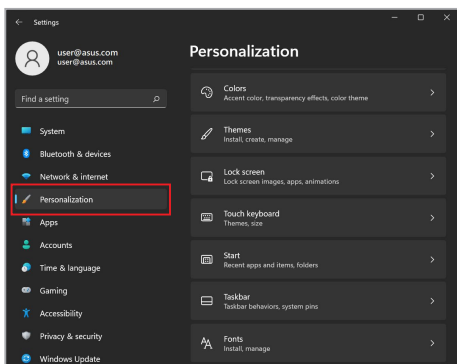 Settings
user@asus.com
user@asus.com
Find a setting
System
Bluetooth & devices
Network & internet
Personalization
Apps
Accounts
Time & language
Gaming
Accessibility
Privacy & security
Windows Update
Personalization
Colors
Accent color, transparency effects, color theme
Themes
Install, create, manage
Lock screen
Lock screen images, apps, animations
Touch keyboard
Themes, size
Start
Recent apps and items, folders
Taskbar
Taskbar behaviors, system pins
Fonts
Install, manage